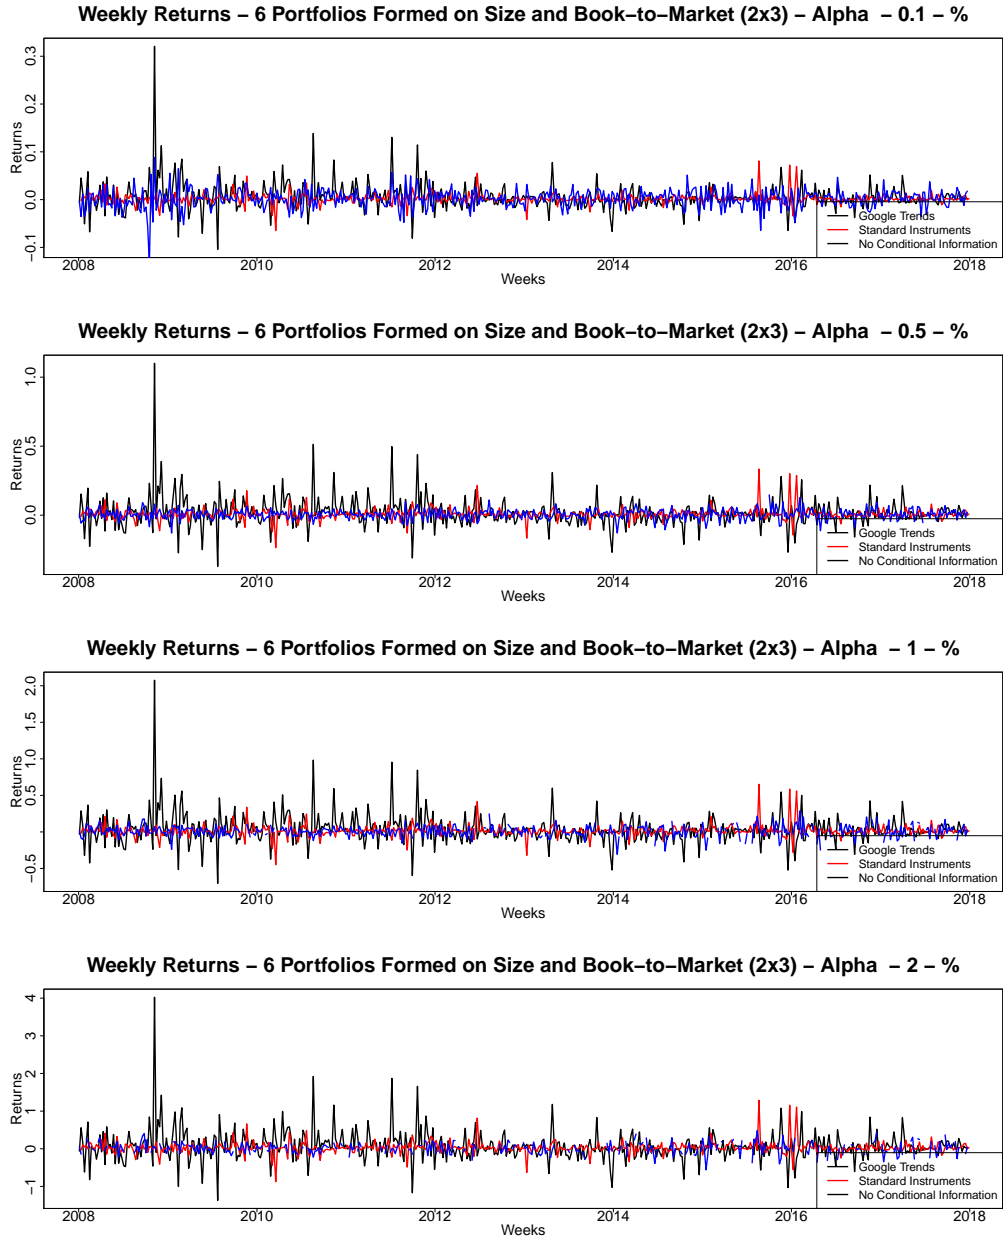 Weekly Returns – 6 Portfolios Formed on Size and Book–to–Market (2x3) – Alpha – 0.1 – %
0.3
0.2
0.1
0.0
−0.1
Returns
Google Trends
Standard Instruments
No Conditional Information
2008 2010 2012 2014 2016 2018
Weeks
Weekly Returns – 6 Portfolios Formed on Size and Book–to–Market (2x3) – Alpha – 0.5 – %
1.0
0.5
0.0
Returns
Google Trends
Standard Instruments
No Conditional Information
2008 2010 2012 2014 2016 2018
Weeks
Weekly Returns – 6 Portfolios Formed on Size and Book–to–Market (2x3) – Alpha – 1 – %
2.0
1.5
1.0
0.5
−0.5
Returns
Google Trends
Standard Instruments
No Conditional Information
2008 2010 2012 2014 2016 2018
Weeks
Weekly Returns – 6 Portfolios Formed on Size and Book–to–Market (2x3) – Alpha – 2 – %
4
3
2
1
0
−1
Returns
Google Trends
Standard Instruments
No Conditional Information
2008 2010 2012 2014 2016 2018
Weeks